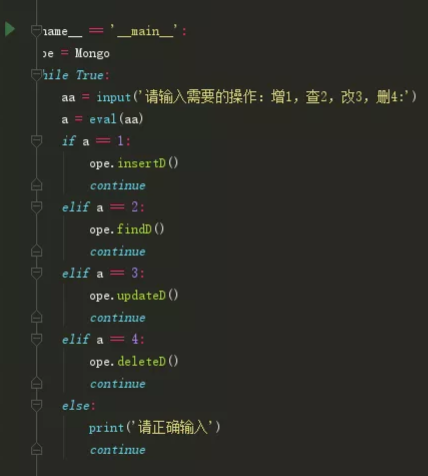 name__ == '__main__':
pe = Mongo
hile True:
aa = input('请输入需要的操作：增1，查2，改3，删4:')
a = eval(aa)
if a == 1:
ope.insertD()
continue
elif a == 2:
ope.findD()
continue
elif a == 3:
ope.updateD()
continue
elif a == 4:
ope.deleteD()
continue
else:
print('请正确输入')
continue